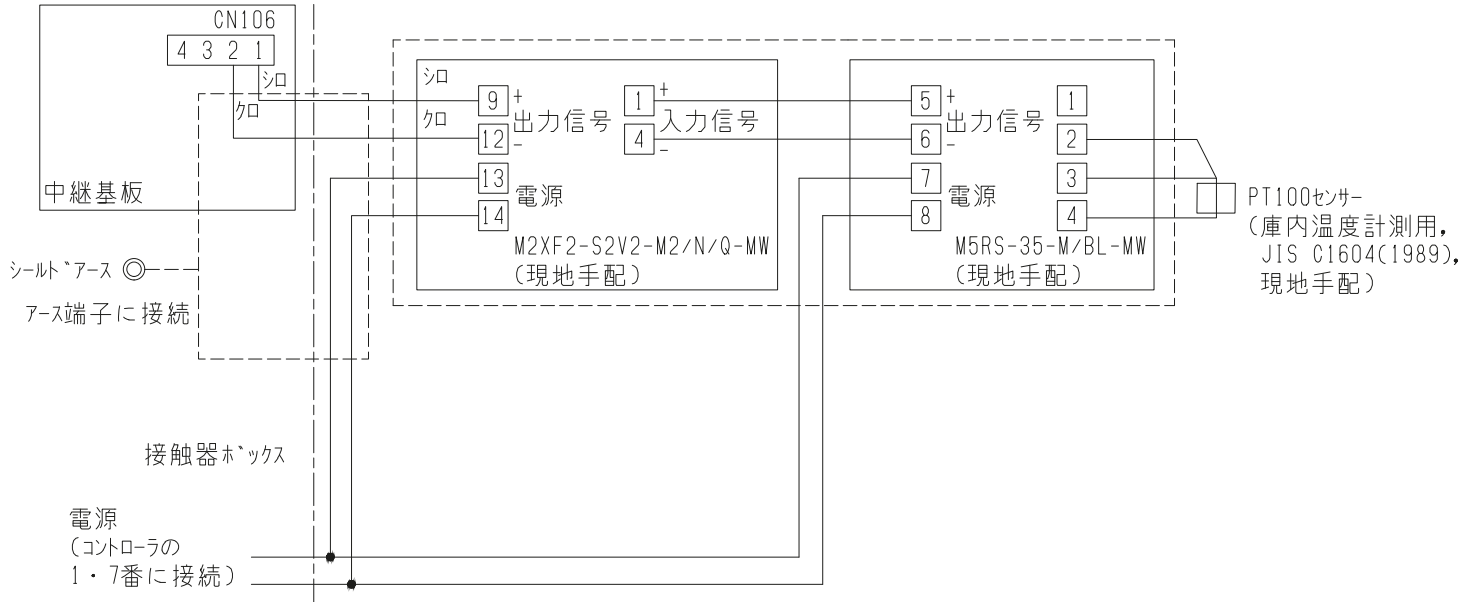 CN106
4 3 2 1
シロ
クロ
中継基板
シロ
クロ
9 +
出力信号
12 -
13
電源
14
1 +
入力信号
4 -
M2XF2-S2V2-M2/N/Q-MW
(現地手配)
5 +
出力信号
6 -
7
電源
8
1
2
3
4
M5RS-35-M/BL-MW
(現地手配)
PT100センサー
(庫内温度計測用,
JIS C1604(1989),
現地手配)
シールドアース
アース端子に接続
接触器ボックス
電源
(コントローラの
1・7番に接続)